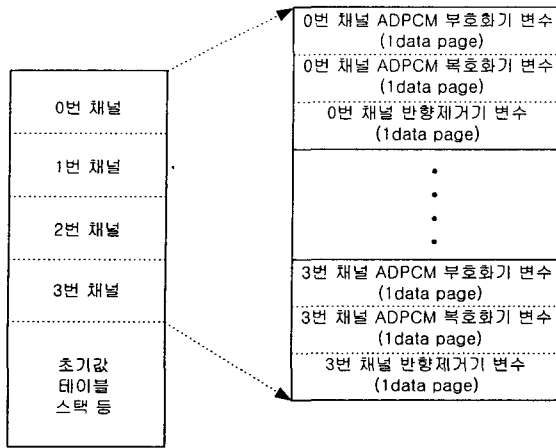 0번 채널
1번 채널
2번 채널
3번 채널
초기값
테이블
스택 등
0번 채널 ADPCM 부호화기 변수
(1data page)
0번 채널 ADPCM 복호화기 변수
(1data page)
0번 채널 반향제거기 변수
(1data page)
3번 채널 ADPCM 부호화기 변수
(1data page)
3번 채널 ADPCM 복호화기 변수
(1data page)
3번 채널 반향제거기 변수
(1data page)